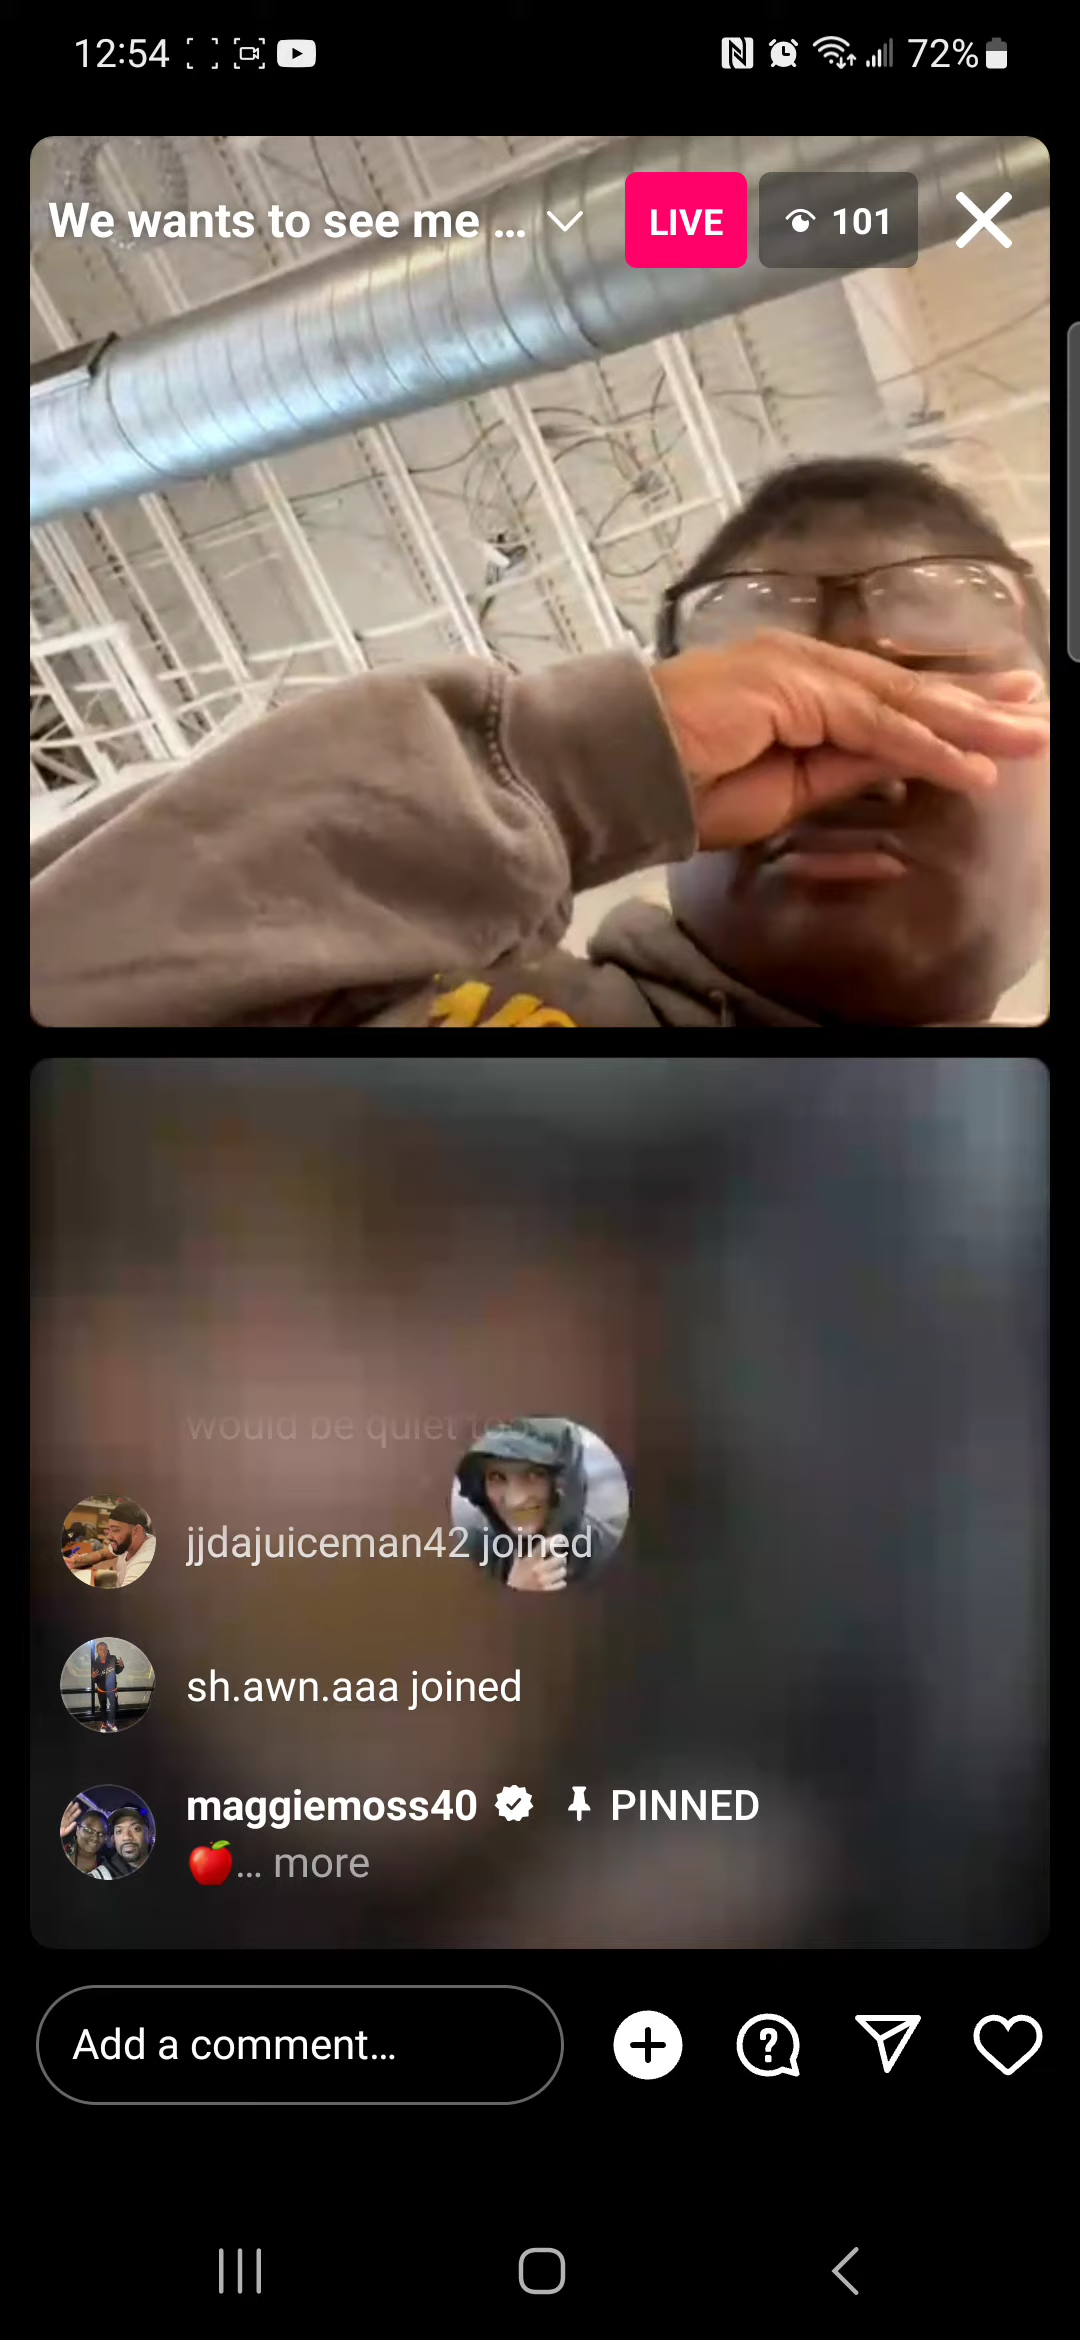 12:54
72%
We wants to see me ...
LIVE
101
would be quiet too
jjdajuiceman42 joined
sh.awn.aaa joined
maggiemoss40 PINNED
🍎... more
Add a comment...